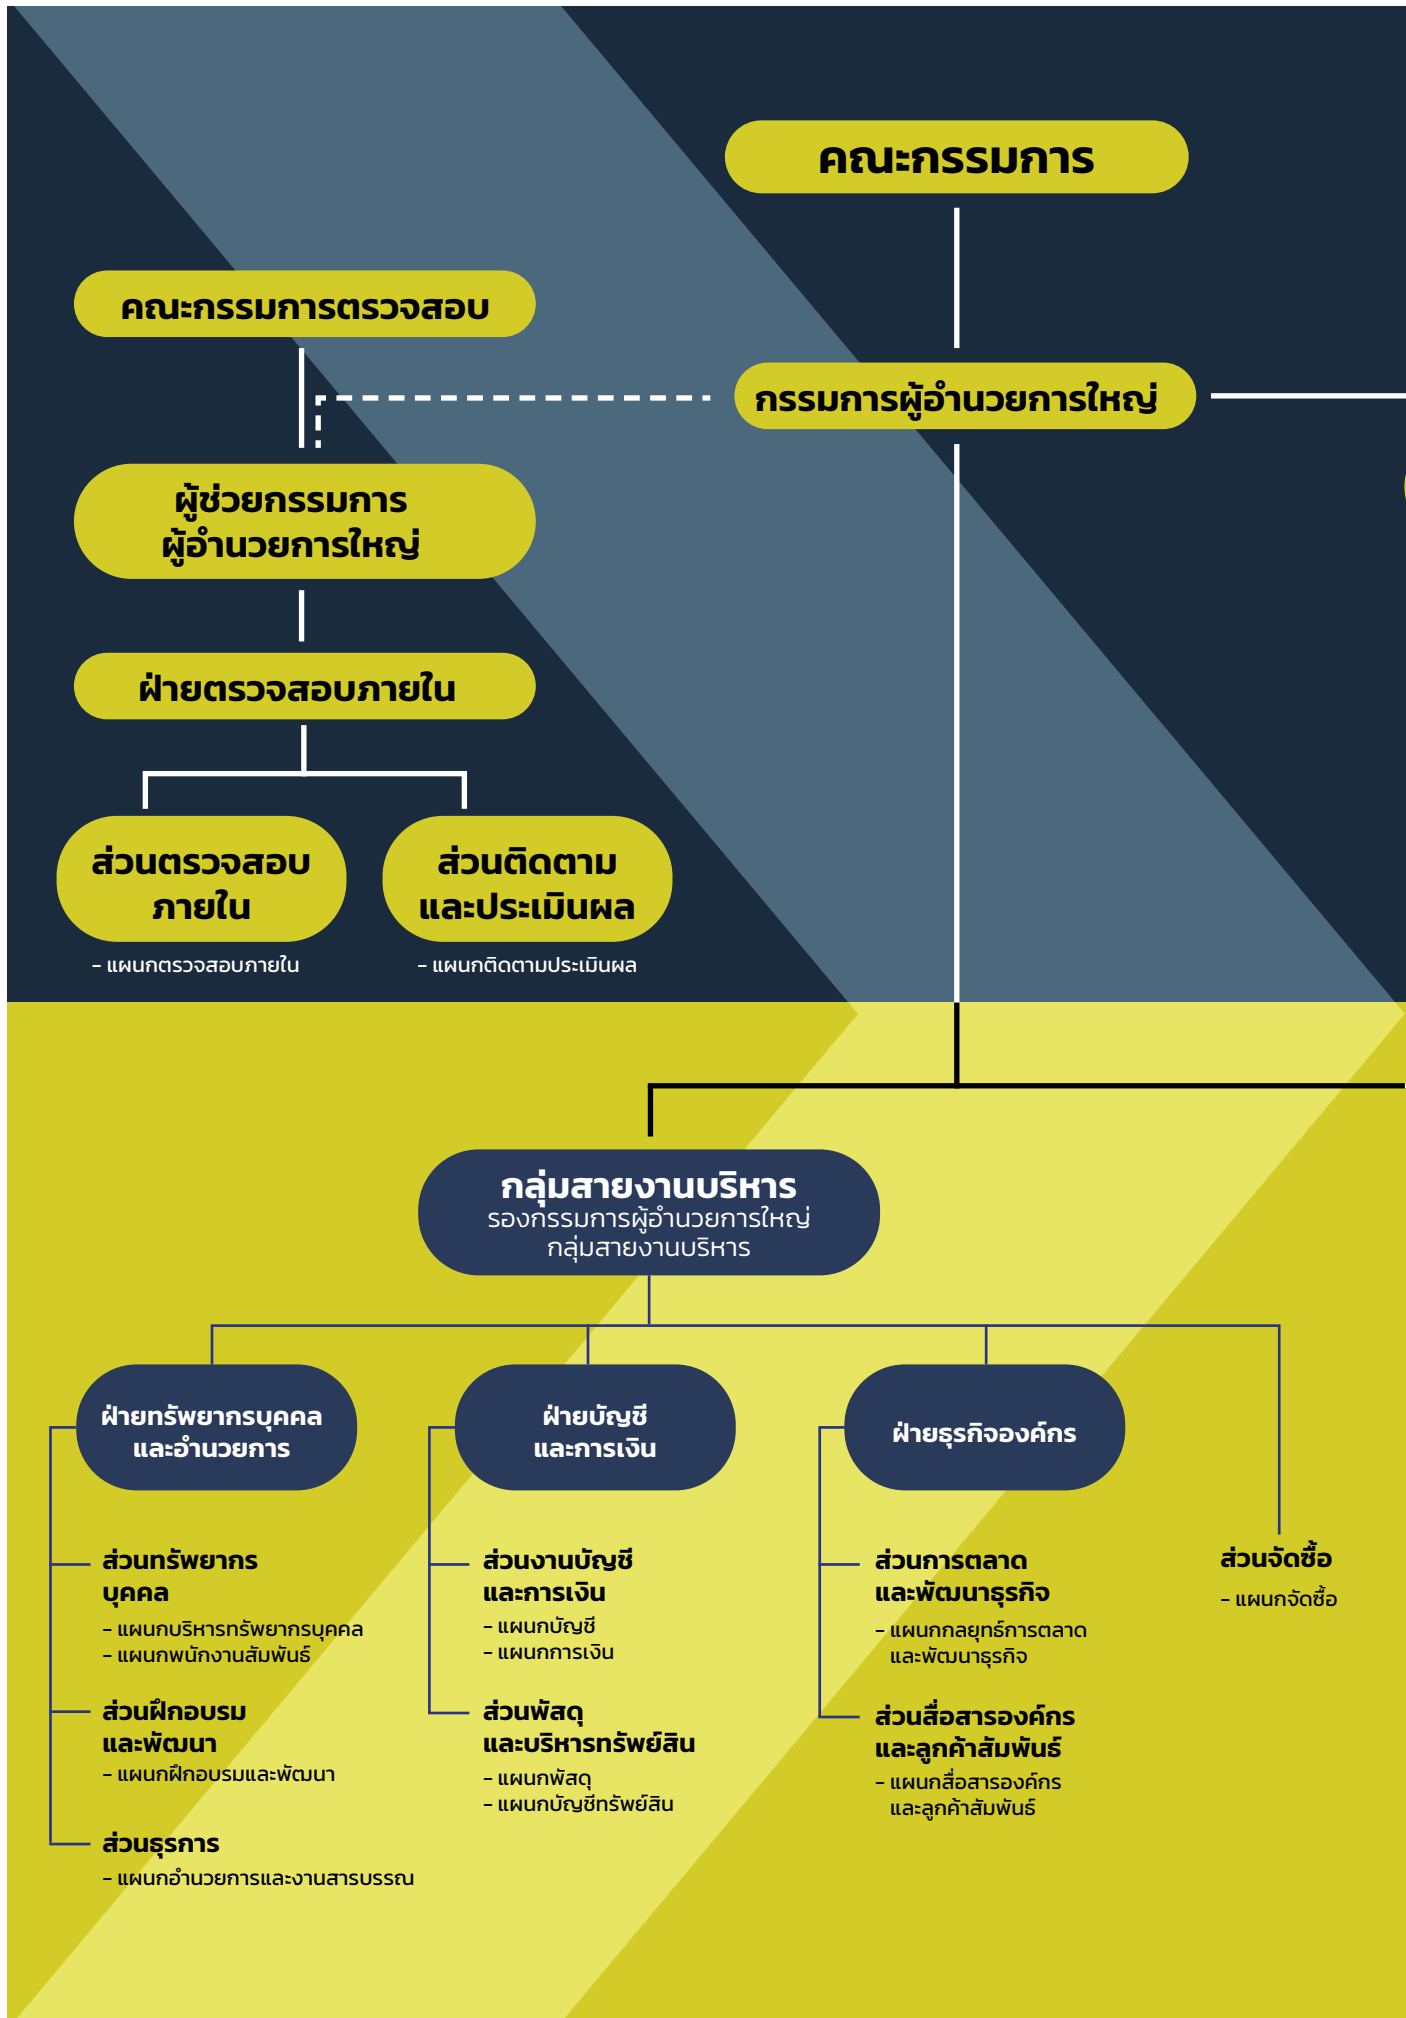 คณะกรรมการ
คณะกรรมการตรวจสอบ
กรรมการผู้อำนวยการใหญ่
ผู้ช่วยกรรมการ
ผู้อำนวยการใหญ่
ฝ่ายตรวจสอบภายใน
ส่วนตรวจสอบ
ภายใน
- แผนกตรวจสอบภายใน
ส่วนติดตาม
และประเมินผล
- แผนกติดตามประเมินผล
กลุ่มสายงานบริหาร
รองกรรมการผู้อำนวยการใหญ่
กลุ่มสายงานบริหาร
ฝ่ายทรัพยากรบุคคล
และอำนวยการ
ส่วนทรัพยากร
บุคคล
- แผนกบริหารทรัพยากรบุคคล
- แผนกพนักงานสัมพันธ์
ส่วนฝึกอบรม
และพัฒนา
- แผนกฝึกอบรมและพัฒนา
ส่วนธุรการ
- แผนกอำนวยการและงานสารบรรณ
ฝ่ายบัญชี
และการเงิน
ส่วนงานบัญชี
และการเงิน
- แผนกบัญชี
- แผนกการเงิน
ส่วนพัสดุ
และบริหารทรัพย์สิน
- แผนกพัสดุ
- แผนกบัญชีทรัพย์สิน
ฝ่ายธุรกิจองค์กร
ส่วนการตลาด
และพัฒนาธุรกิจ
- แผนกกลยุทธ์การตลาด
และพัฒนาธุรกิจ
ส่วนสื่อสารองค์กร
และลูกค้าสัมพันธ์
- แผนกสื่อสารองค์กร
และลูกค้าสัมพันธ์
ส่วนจัดซื้อ
- แผนกจัดซื้อ